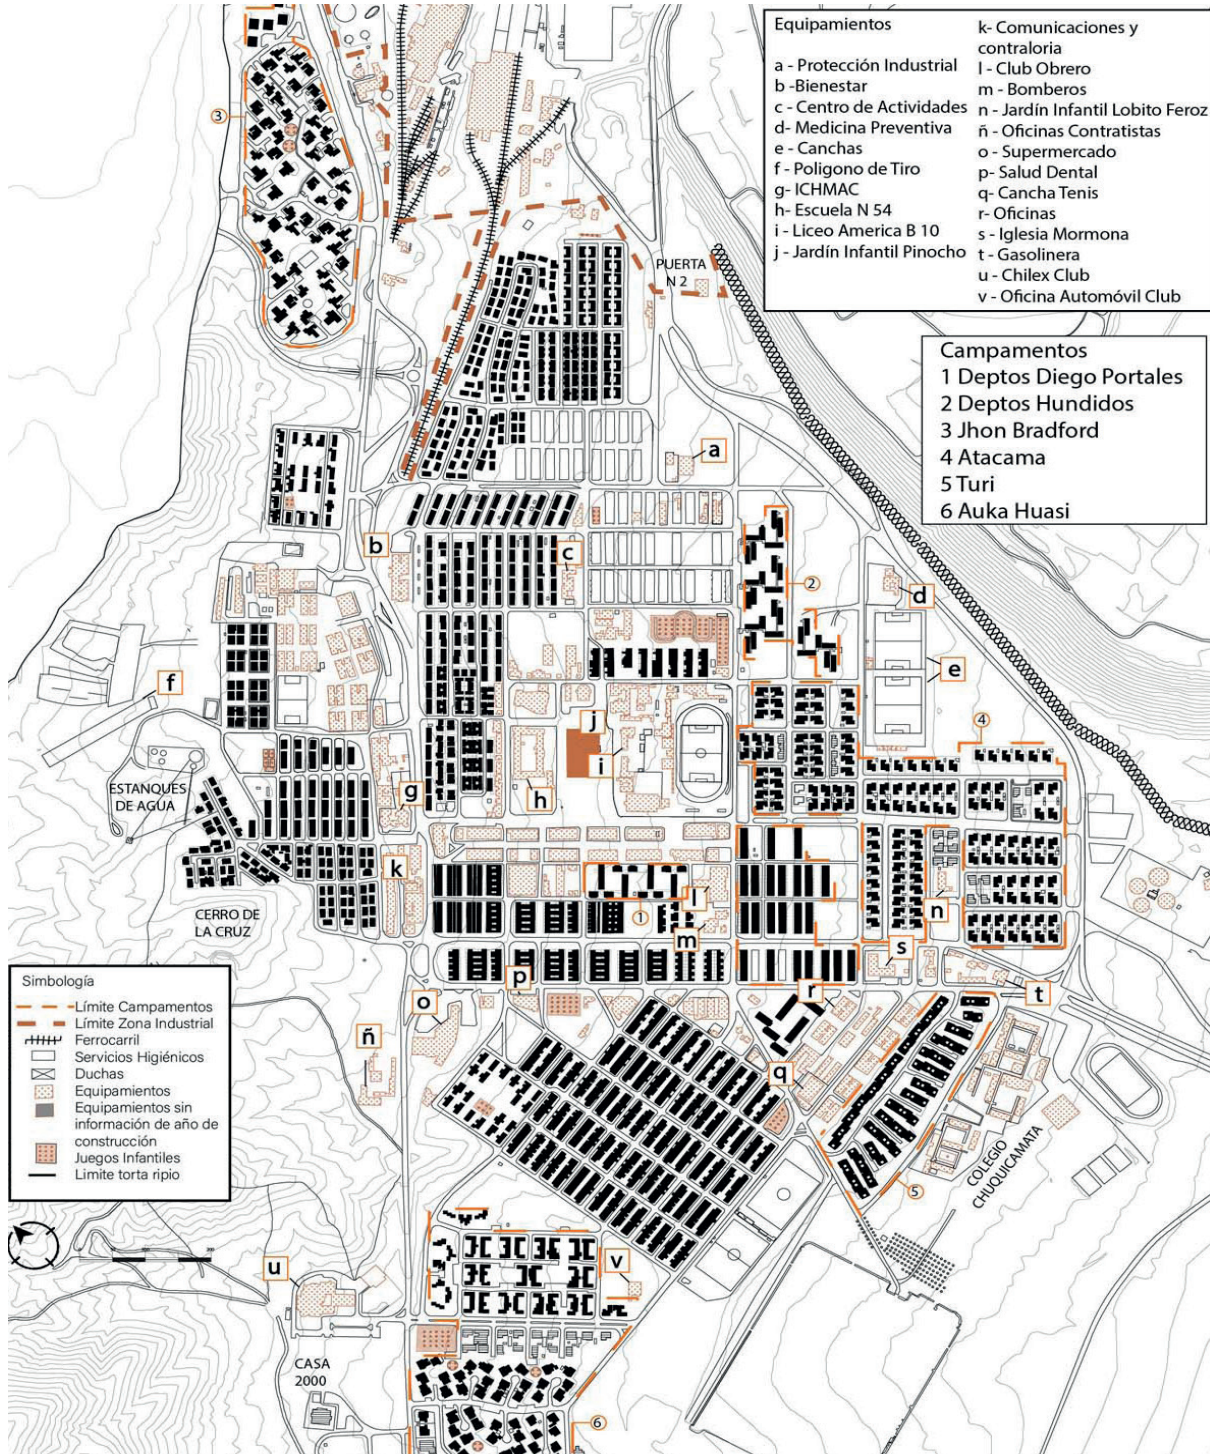 Equipamientos
a - Protección Industrial
b -Bienestar
c - Centro de Actividades
d- Medicina Preventiva
e - Canchas
f - Poligono de Tiro
g- ICHMAC
h- Escuela N 54
i - Liceo America B 10
j - Jardín Infantil Pinocho
k- Comunicaciones y
contraloria
l - Club Obrero
m - Bomberos
n - Jardín Infantil Lobito Feroz
ñ - Oficinas Contratistas
o - Supermercado
p- Salud Dental
q- Cancha Tenis
r- Oficinas
s - Iglesia Mormona
t - Gasolinera
u - Chilex Club
v - Oficina Automóvil Club
Campamentos
1 Deptos Diego Portales
2 Deptos Hundidos
3 Jhon Bradford
4 Atacama
5 Turi
6 Auka Huasi
3
PUERTA
N 2
a
b
c
2
d
e
f
4
j
i
ESTANQUES
DE AGUA
g
h
k
CERRO DE
LA CRUZ
l
n
1
m
s
p
r
t
o
ñ
q
COLEGIO
CHUQUICAMATA
5
Simbología
Límite Campamentos
Límite Zona Industrial
Ferrocarril
Servicios Higiénicos
Duchas
Equipamientos
Equipamientos sin
información de año de
construcción
Juegos Infantiles
Limite torta ripio
u
v
CASA
2000
6